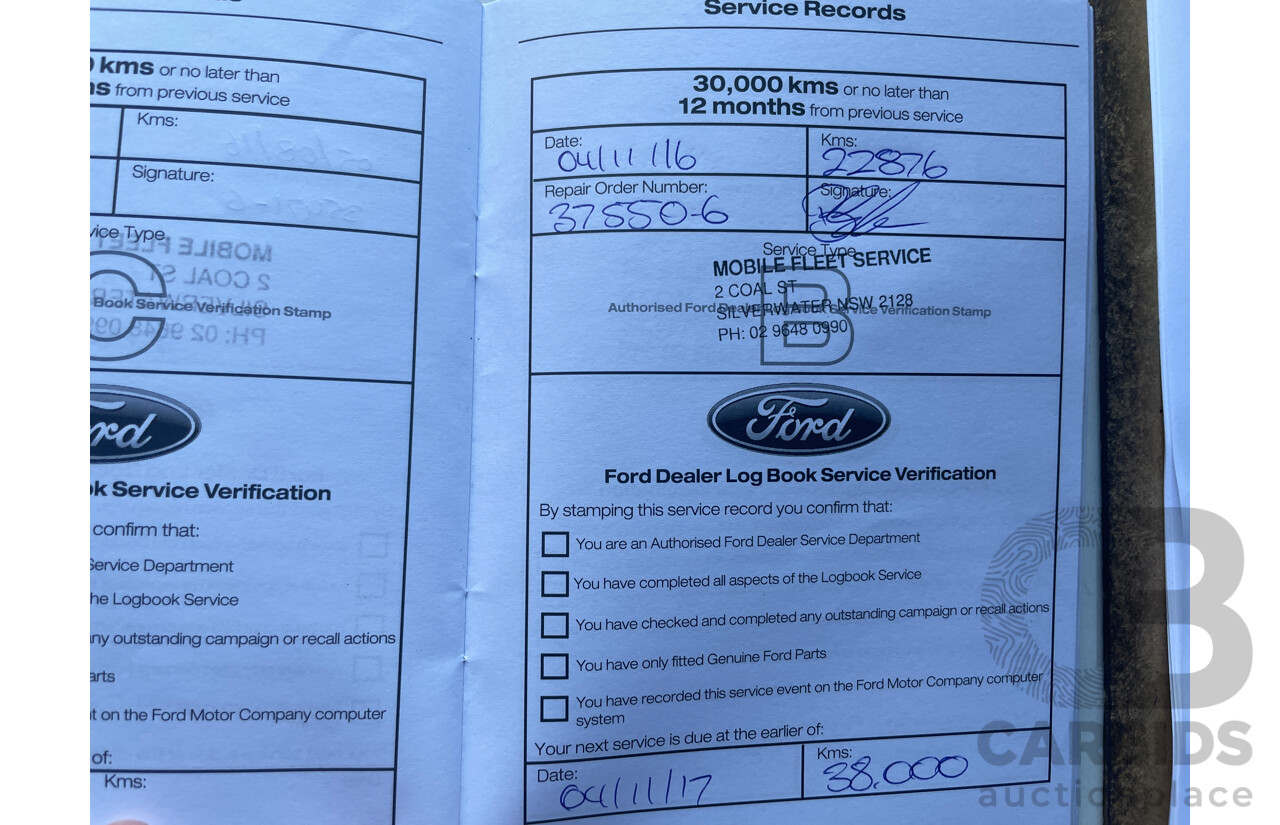 kms or no later than
from previous service
Kms:
Signature:
vice Type
Book Service Verification Stamp
C
k Service Verification
confirm that:
Service Department
he Logbook Service
ny outstanding campaign or recall actions
arts
t on the Ford Motor Company computer
of:
Kms:
Service Records
30,000 kms or no later than
12 months from previous service
Date: 04/11/16
Kms: 22876
Repair Order Number: 37550-6
Signature:
Service Type
B
MOBILE FLEET SERVICE
2 COAL ST
SILVERWATER NSW 2128
PH: 02 9648 0990
Authorised Ford Dealer Service Verification Stamp
Ford
Ford Dealer Log Book Service Verification
By stamping this service record you confirm that:
You are an Authorised Ford Dealer Service Department
You have completed all aspects of the Logbook Service
You have checked and completed any outstanding campaign or recall actions
You have only fitted Genuine Ford Parts
You have recorded this service event on the Ford Motor Company computer
system
Your next service is due at the earlier of:
Date: 04/11/17
Kms: 38,000
CB
CARBIDS
auctionsplace